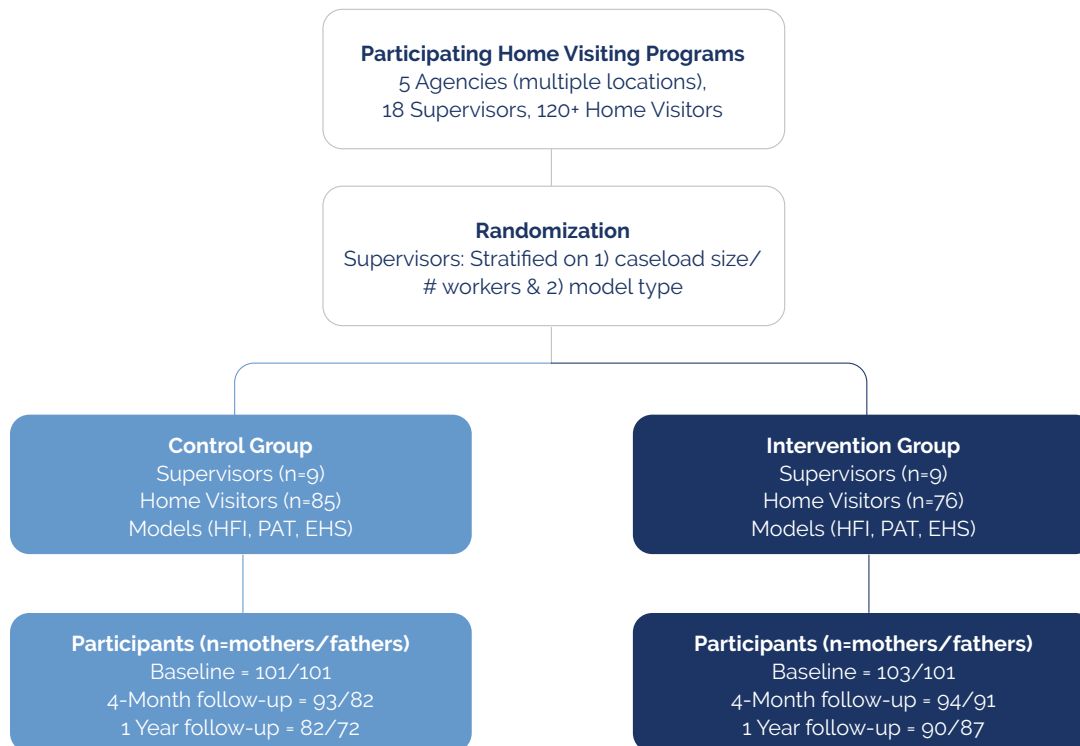 Participating Home Visiting Programs
5 Agencies (multiple locations),
18 Supervisors, 120+ Home Visitors
Randomization
Supervisors: Stratified on 1) caseload size/
# workers & 2) model type
Control Group
Supervisors (n=9)
Home Visitors (n=85)
Models (HFI, PAT, EHS)
Intervention Group
Supervisors (n=9)
Home Visitors (n=76)
Models (HFI, PAT, EHS)
Participants (n=mothers/fathers)
Baseline = 101/101
4-Month follow-up = 93/82
1 Year follow-up = 82/72
Participants (n=mothers/fathers)
Baseline = 103/101
4-Month follow-up = 94/91
1 Year follow-up = 90/87